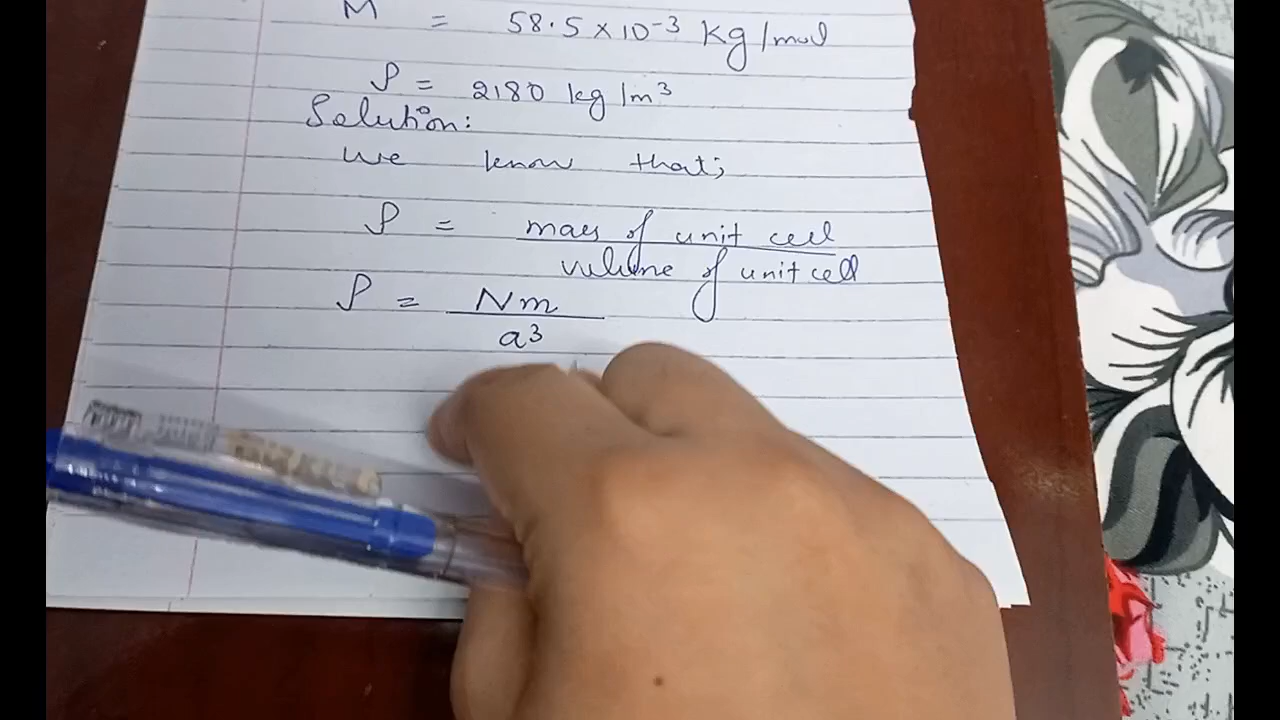 M = 58.5×10⁻³ Kg/mol
ρ = 2180 kg/m³
Solution:
We know that;
ρ = mass of unit cell
volume of unit cell
ρ = Nm
a³